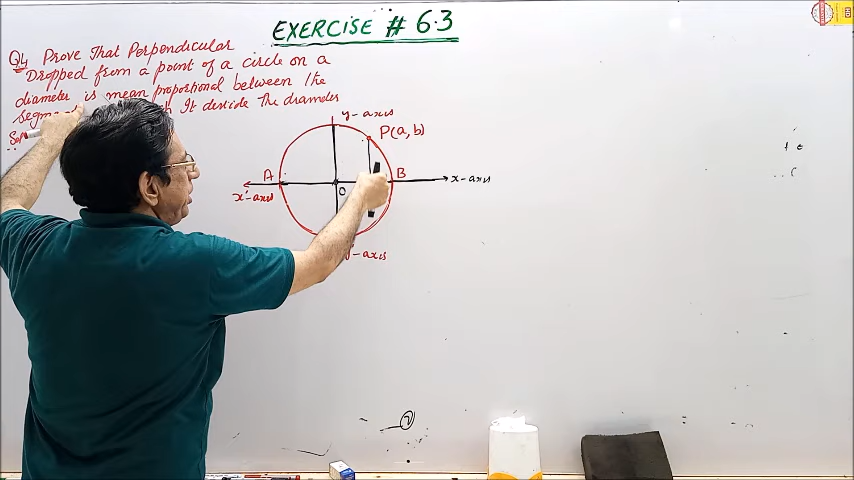 EXERCISE # 6.3
Q4 Prove That Perpendicular
Dropped from a point of a circle on a
diameter is mean proportional between the
It devide The diameter
y-axis
P(a, b)
A
B
x-axis
O
x'-axis
-axis